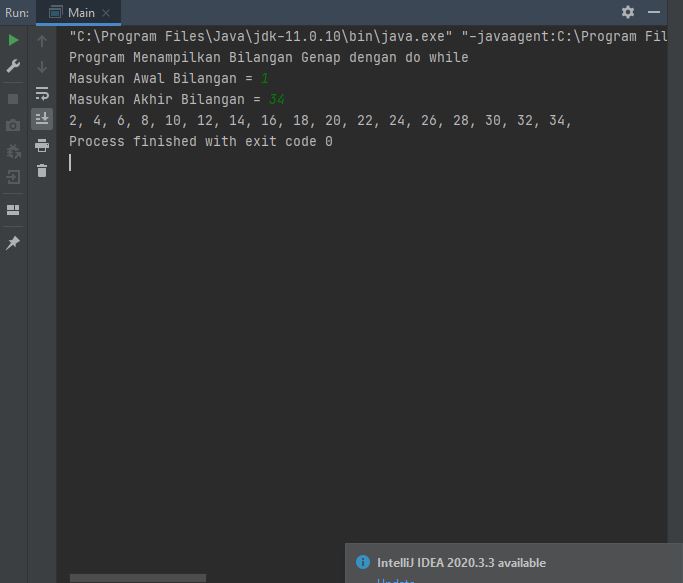 Run: Main
"C:\Program Files\Java\jdk-11.0.10\bin\java.exe" "-javaagent:C:\Program Fil
Program Menampilkan Bilangan Genap dengan do while
Masukan Awal Bilangan = 1
Masukan Akhir Bilangan = 34
2, 4, 6, 8, 10, 12, 14, 16, 18, 20, 22, 24, 26, 28, 30, 32, 34,
Process finished with exit code 0
IntelliJ IDEA 2020.3.3 available
Update